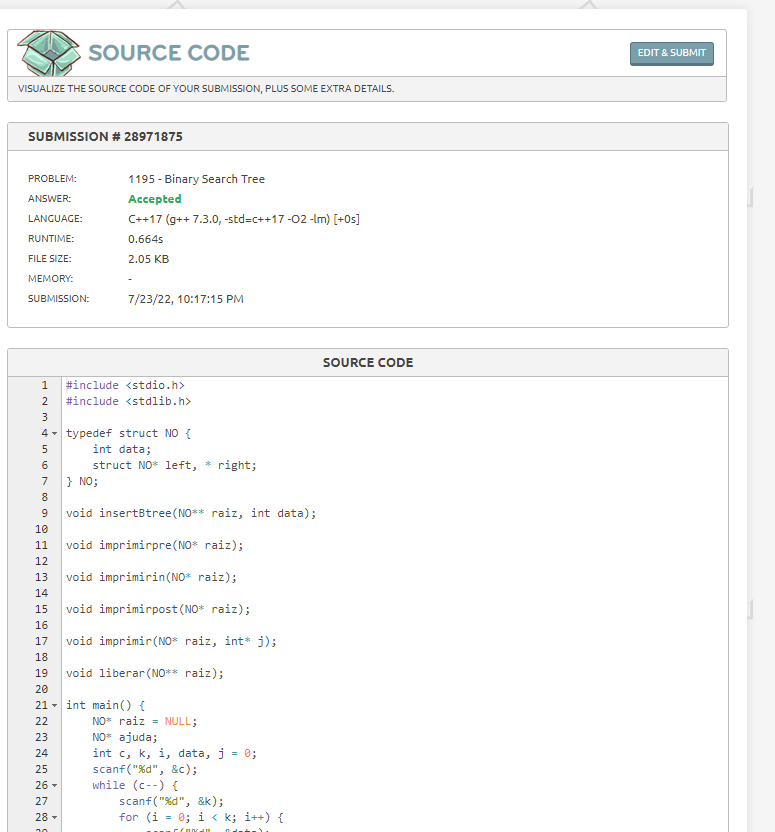 SOURCE CODE
EDIT & SUBMIT
VISUALIZE THE SOURCE CODE OF YOUR SUBMISSION, PLUS SOME EXTRA DETAILS.
SUBMISSION # 28971875
PROBLEM: 1195 - Binary Search Tree
ANSWER: Accepted
LANGUAGE: C++17 (g++ 7.3.0, -std=c++17 -O2 -lm) [+0s]
RUNTIME: 0.664s
FILE SIZE: 2.05 KB
MEMORY: -
SUBMISSION: 7/23/22, 10:17:15 PM
SOURCE CODE
1 #include <stdio.h>
2 #include <stdlib.h>
3
4 typedef struct NO {
5     int data;
6     struct NO* left, * right;
7 } NO;
8
9 void insertBtree(NO** raiz, int data);
10
11 void imprimirpre(NO* raiz);
12
13 void imprimirin(NO* raiz);
14
15 void imprimirpost(NO* raiz);
16
17 void imprimir(NO* raiz, int* j);
18
19 void liberar(NO** raiz);
20
21 int main() {
22     NO* raiz = NULL;
23     NO* ajuda;
24     int c, k, i, data, j = 0;
25     scanf("%d", &c);
26     while (c--) {
27         scanf("%d", &k);
28         for (i = 0; i < k; i++) {
29             scanf("%d", &data);